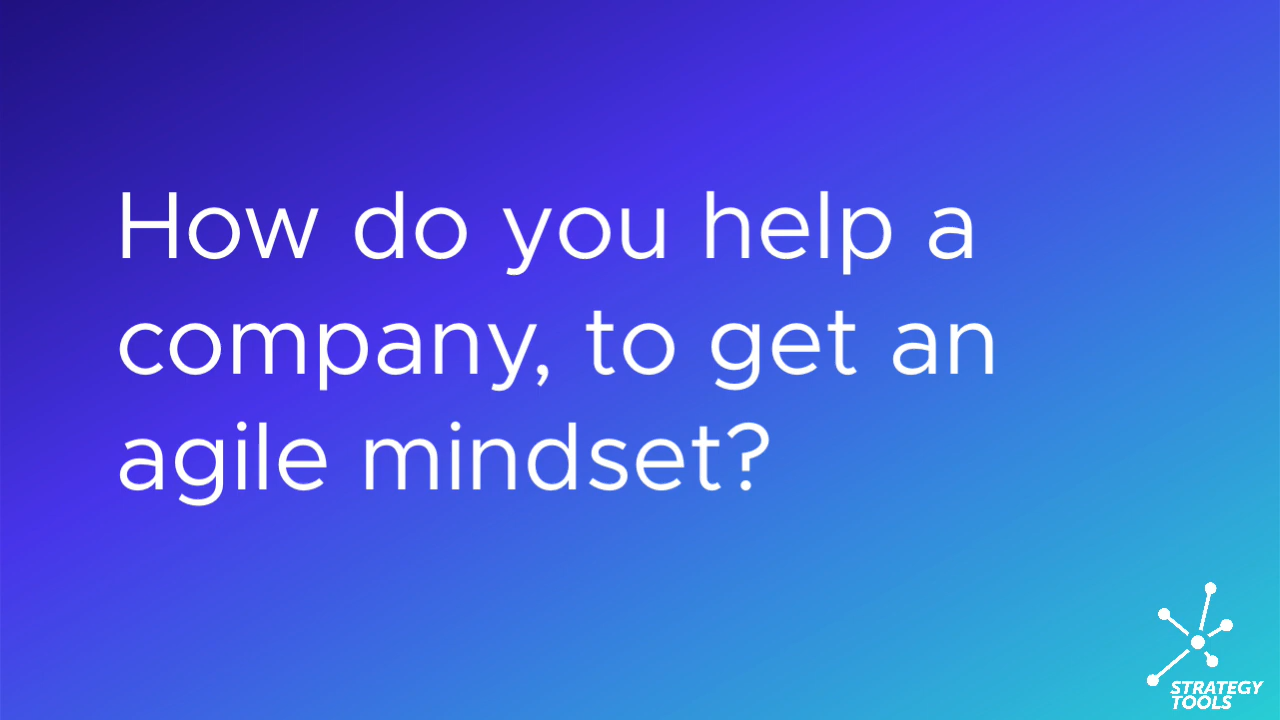 How do you help a
company, to get an
agile mindset?
STRATEGY
TOOLS